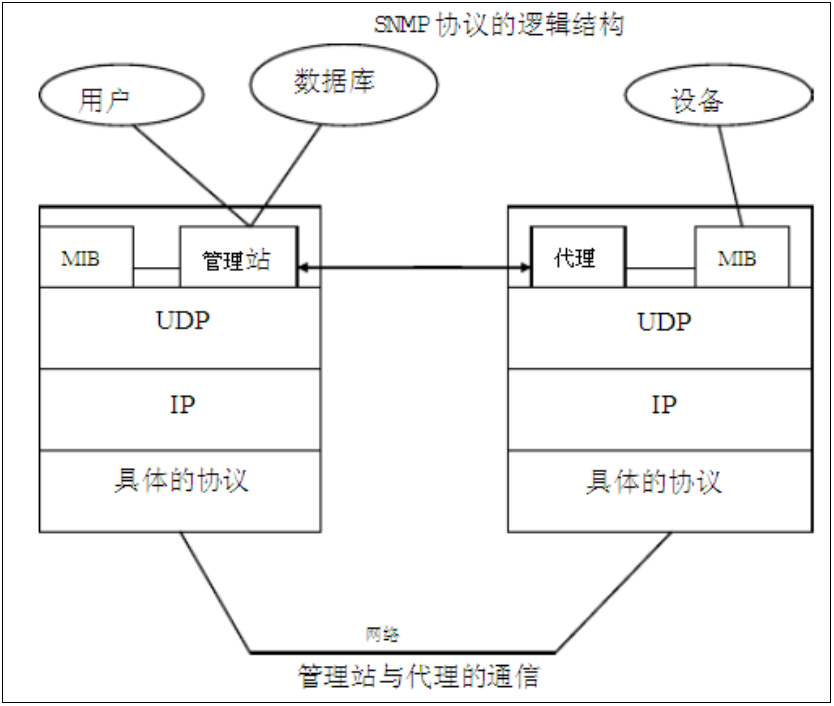 SNMP 协议的逻辑结构
用户
数据库
设备
MIB
管理站
代理
MIB
UDP
UDP
IP
IP
具体的协议
具体的协议
网络
管理站与代理的通信